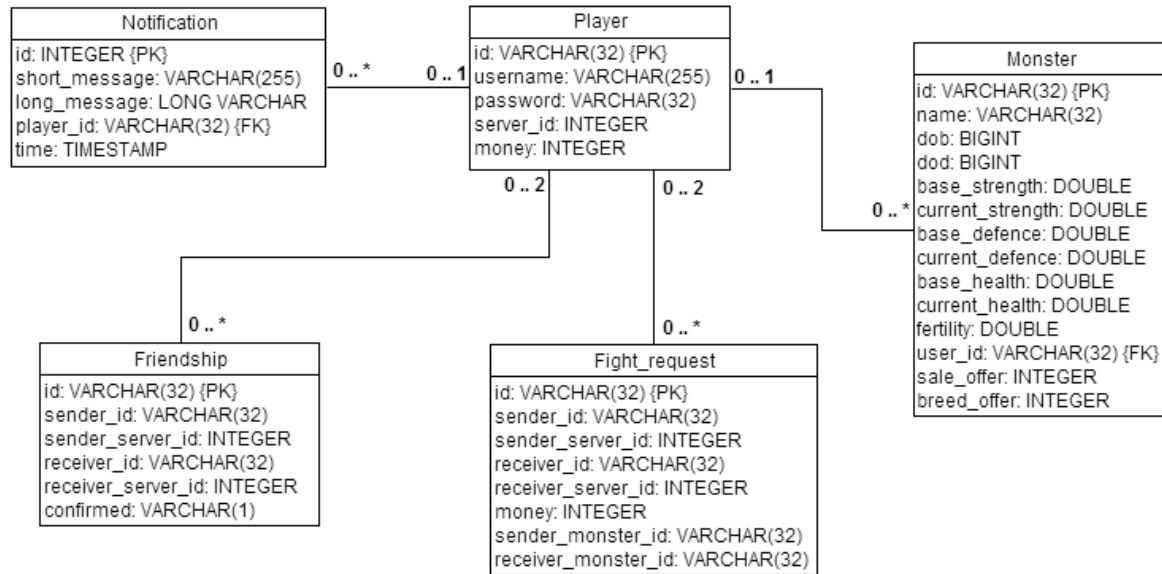 Notification
id: INTEGER {PK}
short_message: VARCHAR(255)
long_message: LONG VARCHAR
player_id: VARCHAR(32) {FK}
time: TIMESTAMP
0 .. *
0 .. 1
Player
id: VARCHAR(32) {PK}
username: VARCHAR(255)
password: VARCHAR(32)
server_id: INTEGER
money: INTEGER
0 .. 1
0 .. *
Monster
id: VARCHAR(32) {PK}
name: VARCHAR(32)
dob: BIGINT
dod: BIGINT
base_strength: DOUBLE
current_strength: DOUBLE
base_defence: DOUBLE
current_defence: DOUBLE
base_health: DOUBLE
current_health: DOUBLE
fertility: DOUBLE
user_id: VARCHAR(32) {FK}
sale_offer: INTEGER
breed_offer: INTEGER
0 .. 2
0 .. 2
0 .. *
0 .. *
Friendship
id: VARCHAR(32) {PK}
sender_id: VARCHAR(32)
sender_server_id: INTEGER
receiver_id: VARCHAR(32)
receiver_server_id: INTEGER
confirmed: VARCHAR(1)
Fight_request
id: VARCHAR(32) {PK}
sender_id: VARCHAR(32)
sender_server_id: INTEGER
receiver_id: VARCHAR(32)
receiver_server_id: INTEGER
money: INTEGER
sender_monster_id: VARCHAR(32)
receiver_monster_id: VARCHAR(32)